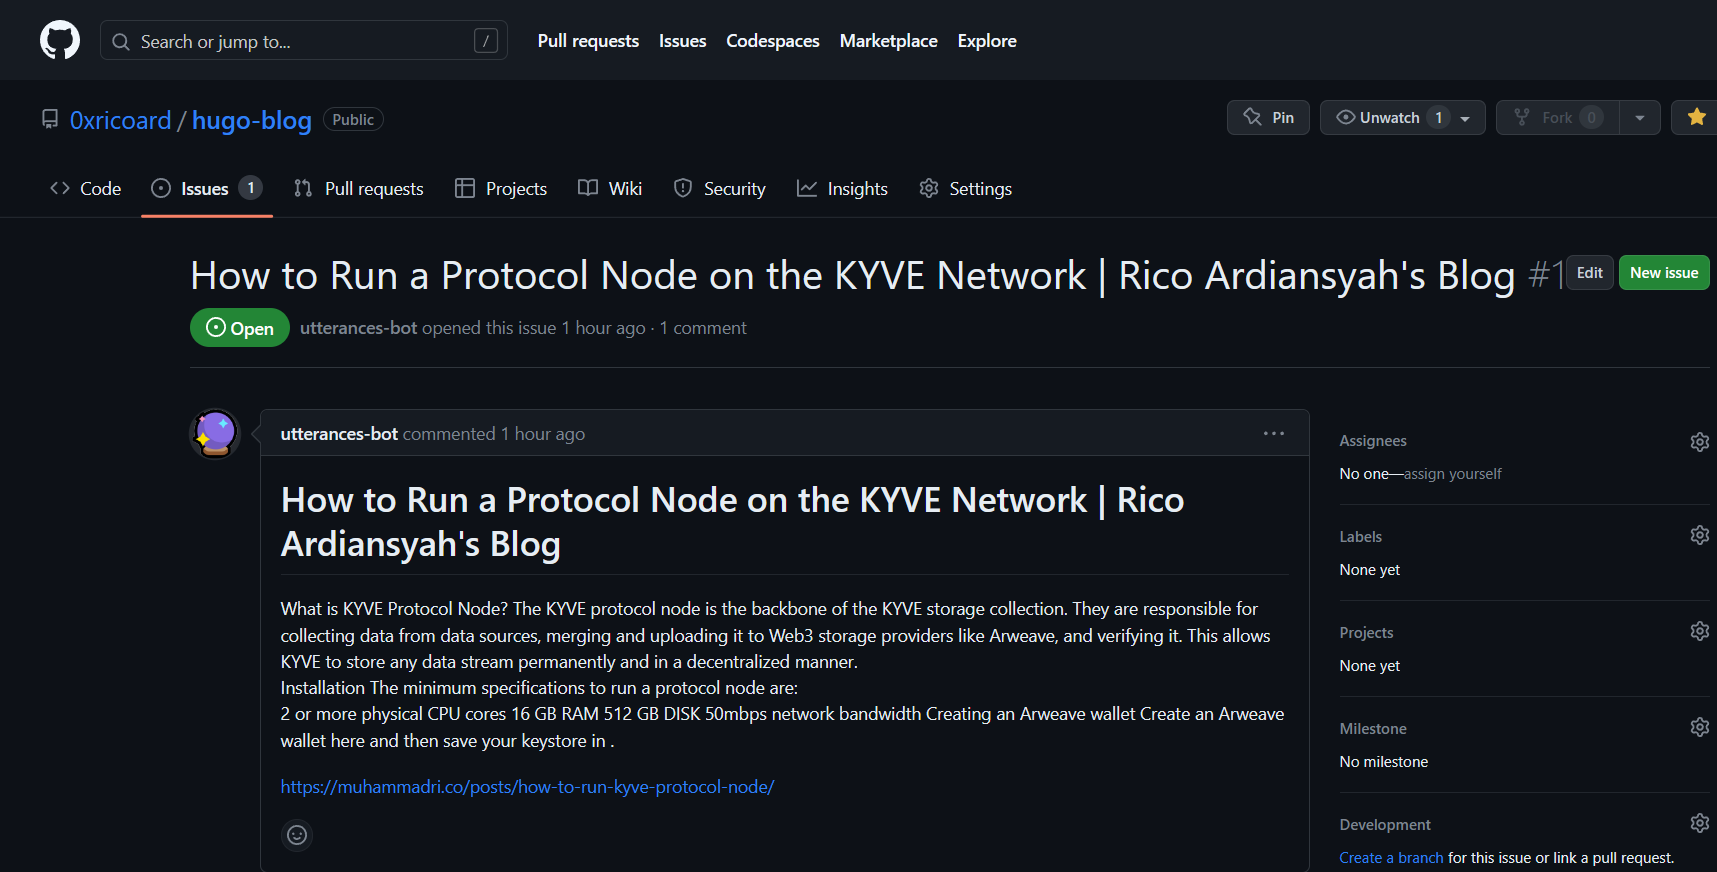 Search or jump to... /
Pull requests Issues Codespaces Marketplace Explore
0xricoard / hugo-blog Public
Pin Unwatch 1 Fork 0
Code Issues 1 Pull requests Projects Wiki Security Insights Settings
How to Run a Protocol Node on the KYVE Network | Rico Ardiansyah's Blog #1
Edit New issue
Open utterances-bot opened this issue 1 hour ago · 1 comment
utterances-bot commented 1 hour ago
How to Run a Protocol Node on the KYVE Network | Rico
Ardiansyah's Blog
What is KYVE Protocol Node? The KYVE protocol node is the backbone of the KYVE storage collection. They are responsible for
collecting data from data sources, merging and uploading it to Web3 storage providers like Arweave, and verifying it. This allows
KYVE to store any data stream permanently and in a decentralized manner.
Installation The minimum specifications to run a protocol node are:
2 or more physical CPU cores 16 GB RAM 512 GB DISK 50mbps network bandwidth Creating an Arweave wallet Create an Arweave
wallet here and then save your keystore in .
https://muhammadri.co/posts/how-to-run-kyve-protocol-node/
Assignees
No one—assign yourself
Labels
None yet
Projects
None yet
Milestone
No milestone
Development
Create a branch for this issue or link a pull request.